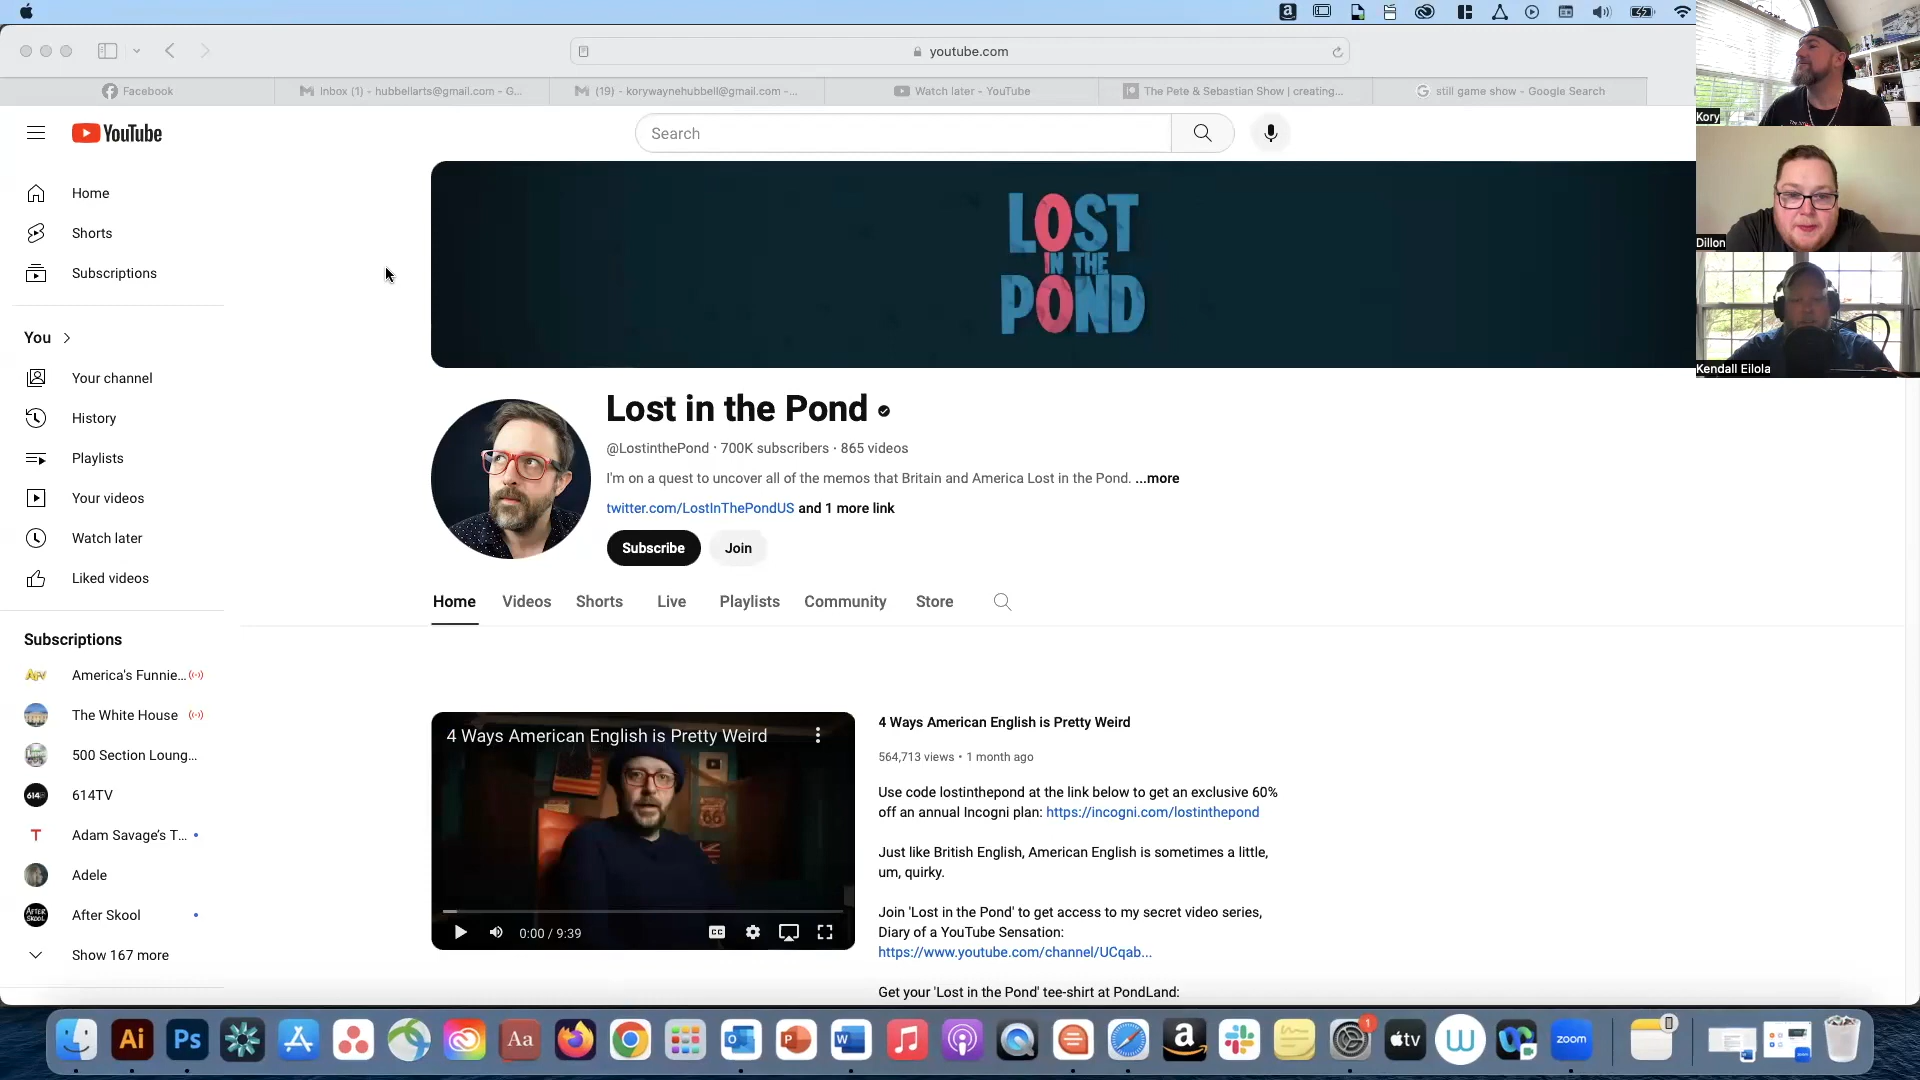 youtube.com
Facebook
Inbox (1) - hubbellarts@gmail.com - G...
(19) - korywaynehubbell@gmail.com -...
Watch later - YouTube
The Pete & Sebastian Show | creating...
still game show - Google Search
YouTube
Search
Kory
Dillon
Kendall Eilola
Home
Shorts
Subscriptions
You
Your channel
History
Playlists
Your videos
Watch later
Liked videos
Subscriptions
America's Funnie...
The White House
500 Section Loung...
614TV
Adam Savage's T...
Adele
After Skool
Show 167 more
LOST
IN THE
POND
Lost in the Pond
@LostinthePond · 700K subscribers · 865 videos
I'm on a quest to uncover all of the memos that Britain and America Lost in the Pond. ...more
twitter.com/LostInThePondUS and 1 more link
Subscribe Join
Home Videos Shorts Live Playlists Community Store
4 Ways American English is Pretty Weird
0:00 / 9:39
4 Ways American English is Pretty Weird
564,713 views • 1 month ago
Use code lostinthepond at the link below to get an exclusive 60%
off an annual Incogni plan: https://incogni.com/lostinthepond
Just like British English, American English is sometimes a little,
um, quirky.
Join 'Lost in the Pond' to get access to my secret video series,
Diary of a YouTube Sensation:
https://www.youtube.com/channel/UCqab...
Get your 'Lost in the Pond' tee-shirt at PondLand:
Ai Ps Aa tv zoom